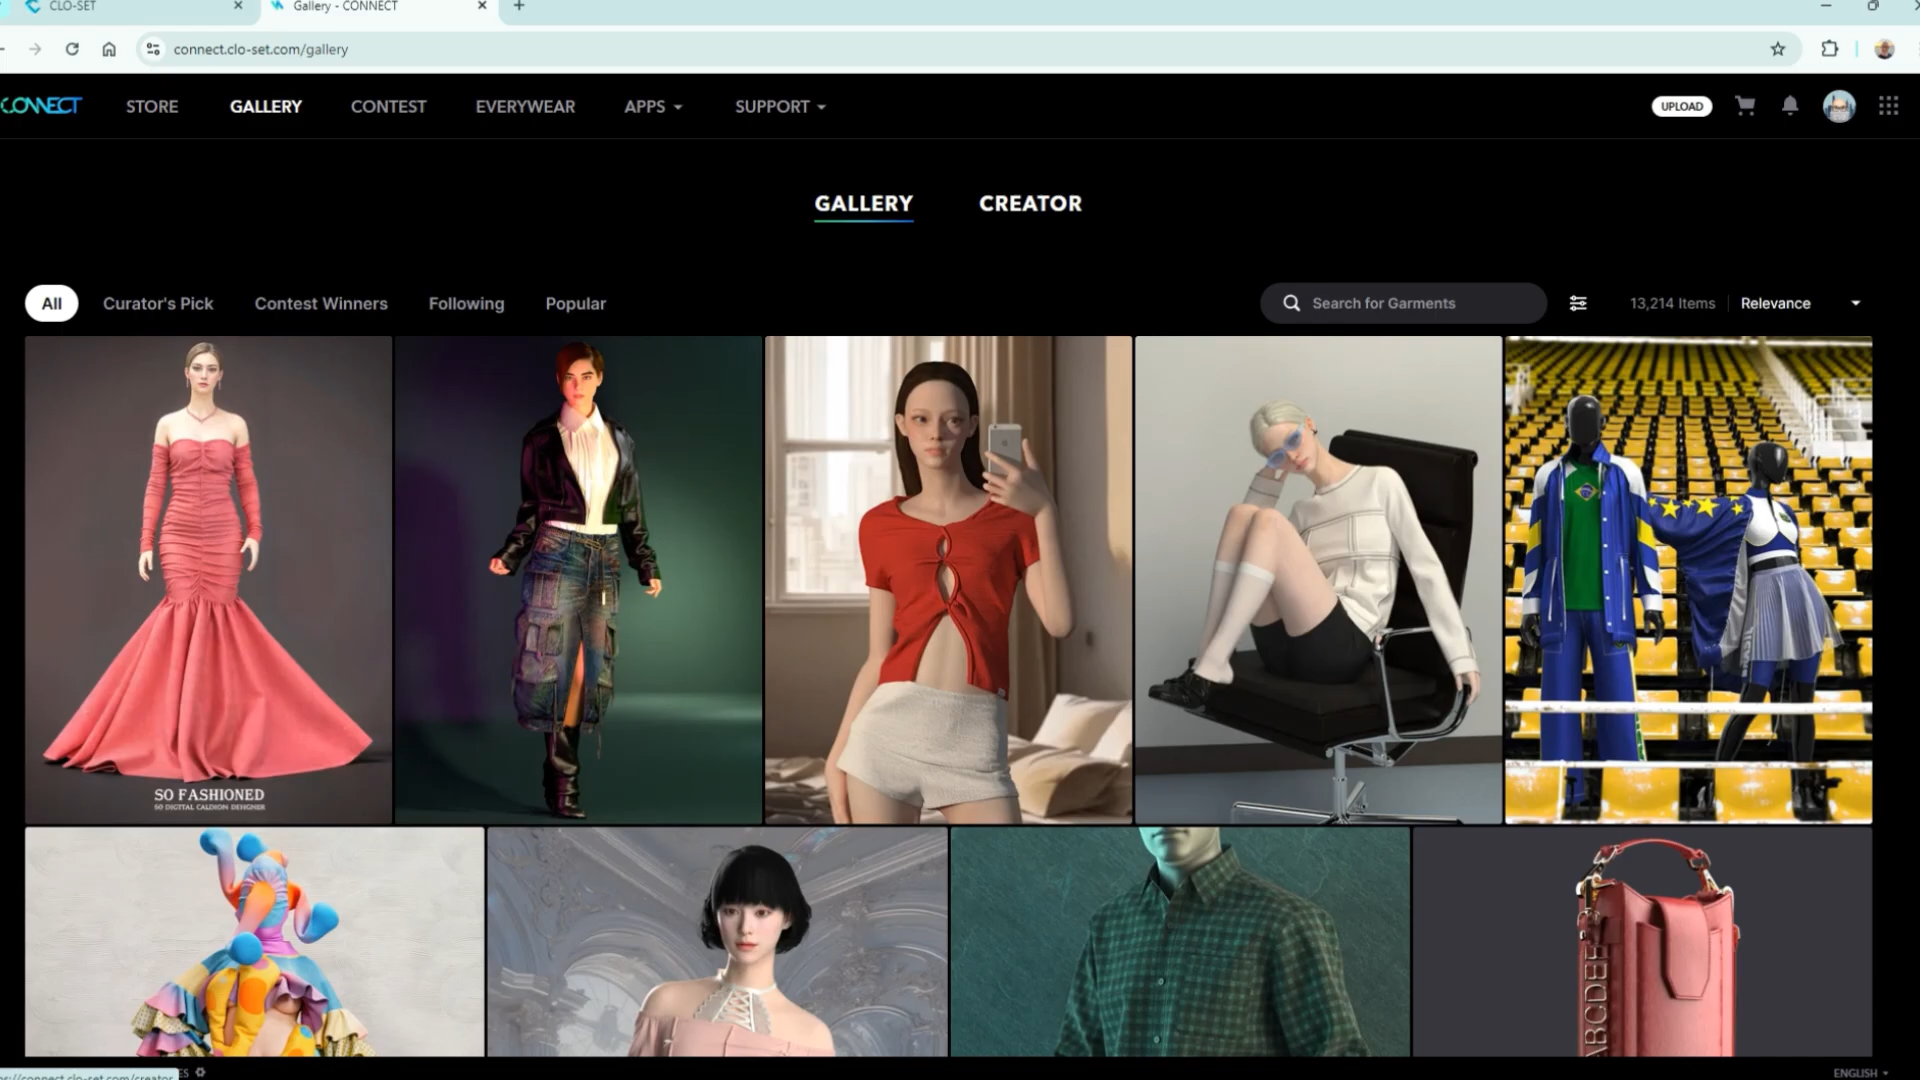 CLO-SET
Gallery - CONNECT
connect.clo-set.com/gallery
CONNECT STORE GALLERY CONTEST EVERYWEAR APPS SUPPORT UPLOAD
GALLERY CREATOR
All Curator's Pick Contest Winners Following Popular Search for Garments 13,214 Items Relevance
SO FASHIONED
ABCDEE
ENGLISH